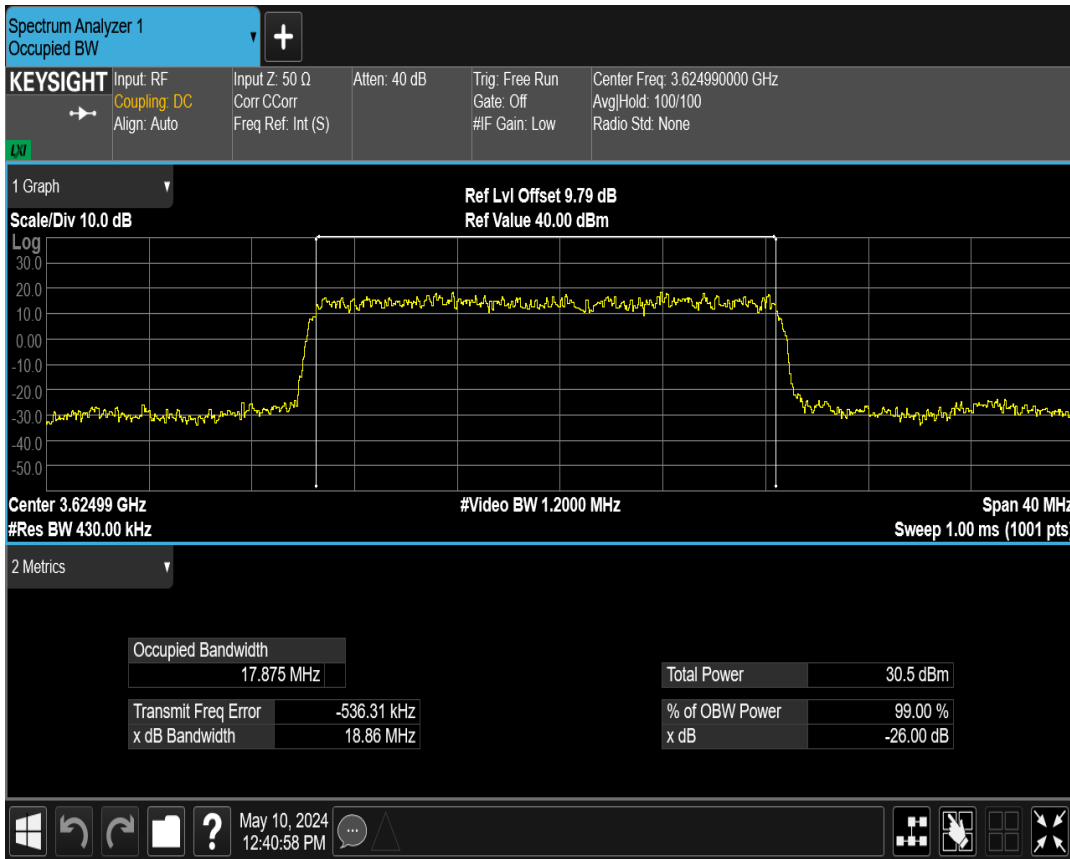 Spectrum Analyzer 1
Occupied BW
+
KEYSIGHT
LXI
Input: RF
Coupling: DC
Align: Auto
Input Z: 50 Ω
Corr CCorr
Freq Ref: Int (S)
Atten: 40 dB
Trig: Free Run
Gate: Off
#IF Gain: Low
Center Freq: 3.624990000 GHz
Avg|Hold: 100/100
Radio Std: None
1 Graph
Scale/Div 10.0 dB
Ref Lvl Offset 9.79 dB
Ref Value 40.00 dBm
Log
30.0
20.0
10.0
0.00
-10.0
-20.0
-30.0
-40.0
-50.0
Center 3.62499 GHz
#Res BW 430.00 kHz
#Video BW 1.2000 MHz
Span 40 MHz
Sweep 1.00 ms (1001 pts)
2 Metrics
Occupied Bandwidth
17.875 MHz
Transmit Freq Error -536.31 kHz
x dB Bandwidth 18.86 MHz
Total Power 30.5 dBm
% of OBW Power 99.00 %
x dB -26.00 dB
?
May 10, 2024
12:40:58 PM